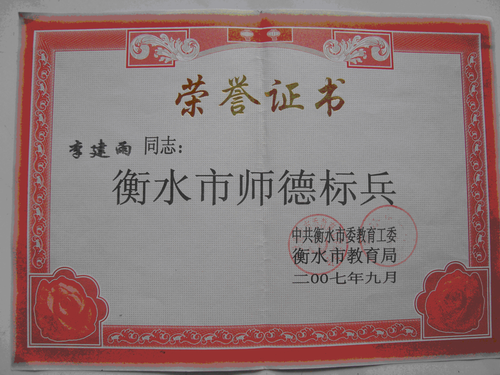 荣誉证书
李建雨 同志：
衡水市师德标兵
中共衡水市委教育工委
衡水市教育局
二00七年九月